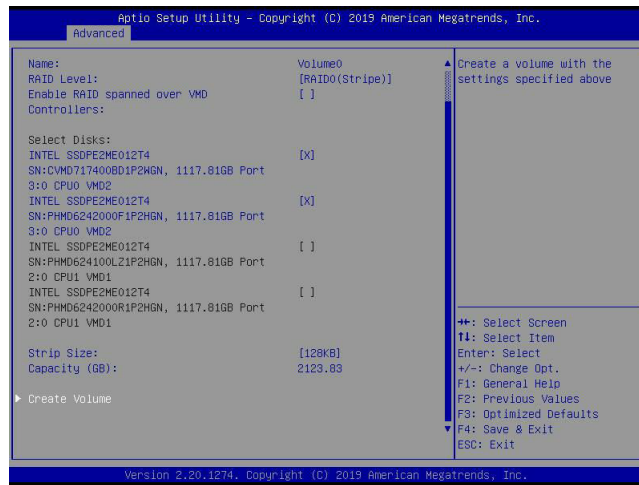 Aptio Setup Utility – Copyright (C) 2019 American Megatrends, Inc.
Advanced
Name: Volume0
RAID Level: [RAID0(Stripe)]
Enable RAID spanned over VMD [ ]
Controllers:
Select Disks:
INTEL SSDPE2ME012T4 [X]
SN:CVMD717400BD1P2WGN, 1117.81GB Port
3:0 CPU0 VMD2
INTEL SSDPE2ME012T4 [X]
SN:PHMD6242000F1P2HGN, 1117.81GB Port
3:0 CPU0 VMD2
INTEL SSDPE2ME012T4 [ ]
SN:PHMD624100LZ1P2HGN, 1117.81GB Port
2:0 CPU1 VMD1
INTEL SSDPE2ME012T4 [ ]
SN:PHMD6242000R1P2HGN, 1117.81GB Port
2:0 CPU1 VMD1
Strip Size: [128KB]
Capacity (GB): 2123.83
Create Volume
Create a volume with the
settings specified above
→←: Select Screen
↑↓: Select Item
Enter: Select
+/-: Change Opt.
F1: General Help
F2: Previous Values
F3: Optimized Defaults
F4: Save & Exit
ESC: Exit
Version 2.20.1274. Copyright (C) 2019 American Megatrends, Inc.